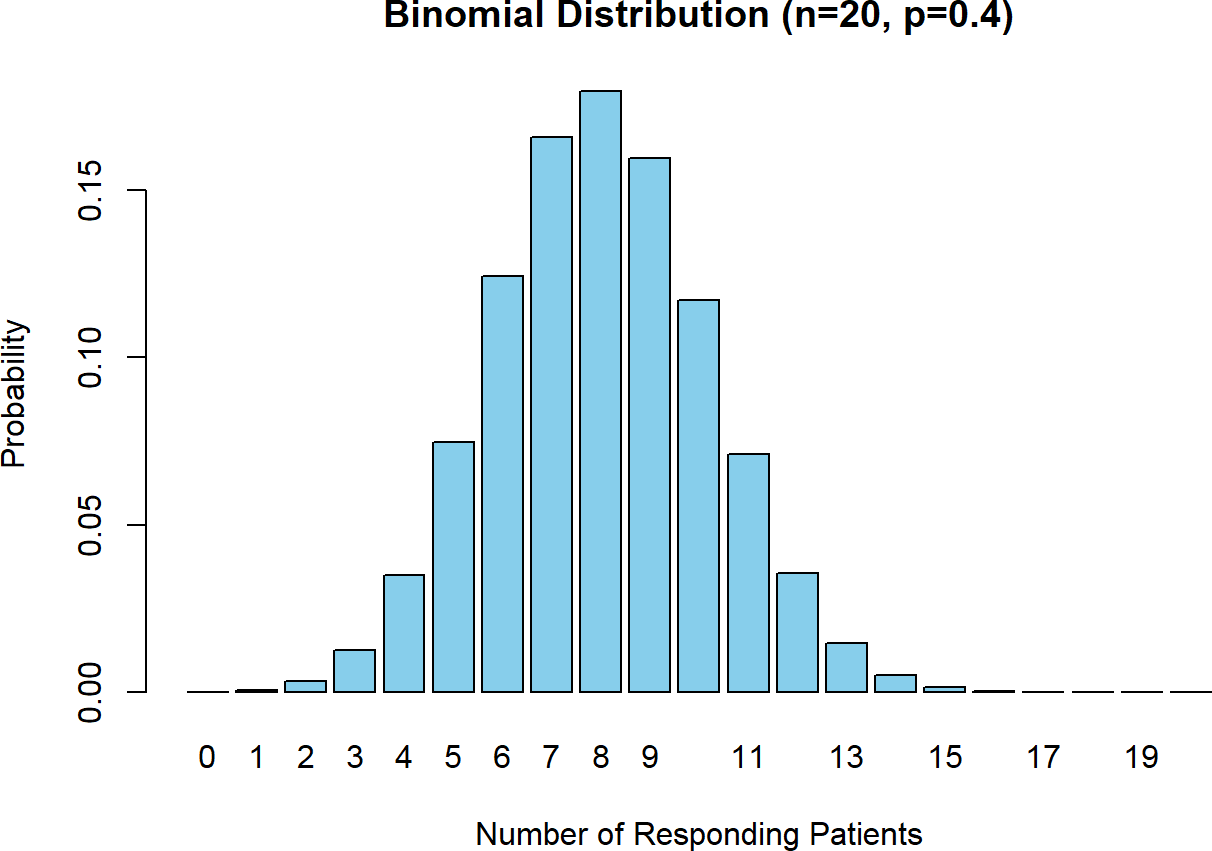 Binomial Distribution (n=20, p=0.4)
Probability
0.15
0.10
0.05
0.00
0 1 2 3 4 5 6 7 8 9 11 13 15 17 19
Number of Responding Patients